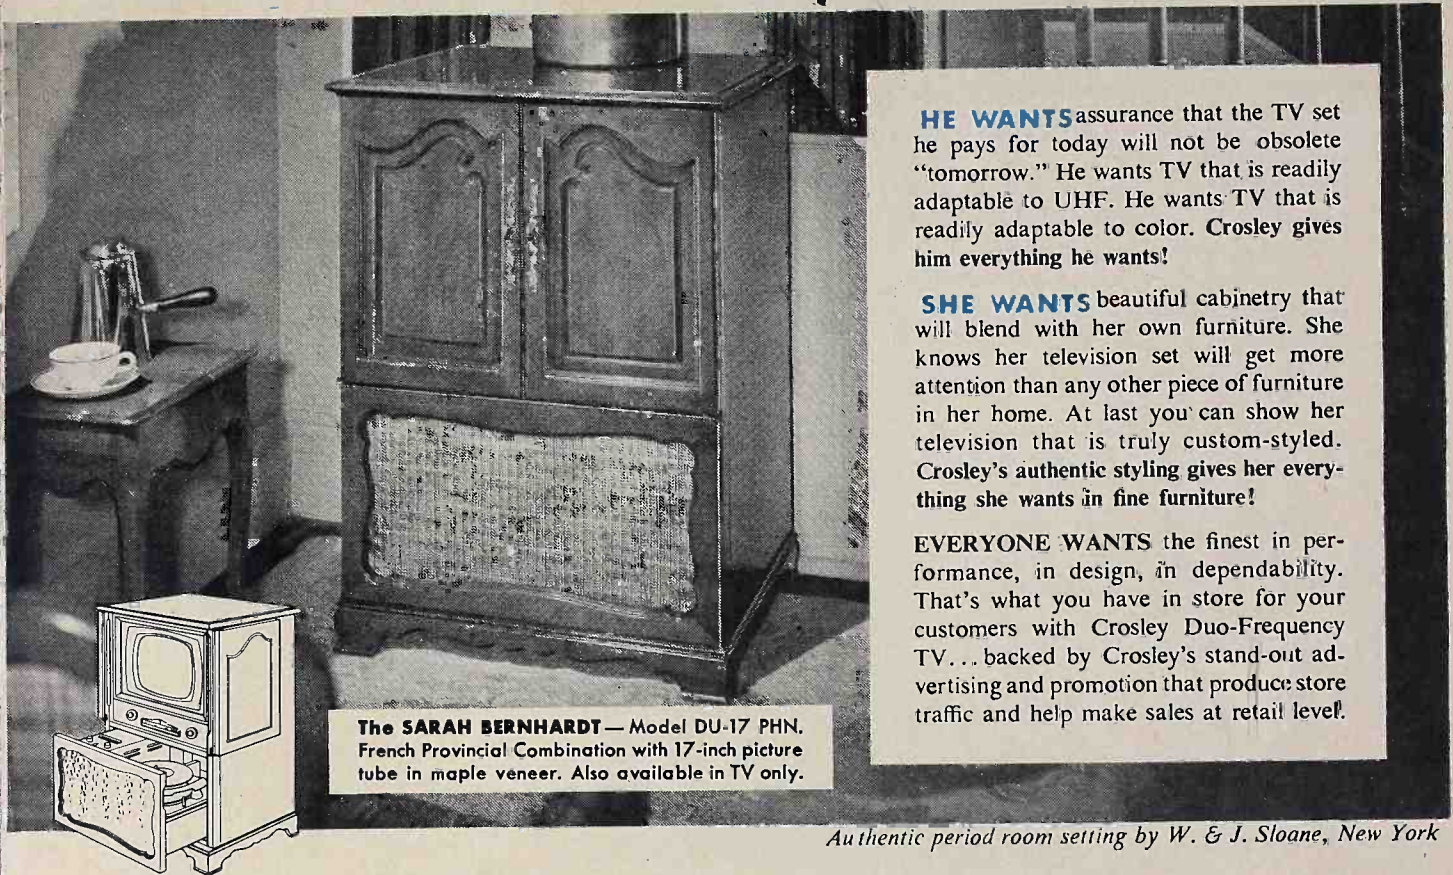 HE WANTS assurance that the TV set
he pays for today will not be obsolete
“tomorrow.” He wants TV that is readily
adaptable to UHF. He wants TV that is
readily adaptable to color. Crosley gives
him everything he wants!
SHE WANTS beautiful cabinetry that
will blend with her own furniture. She
knows her television set will get more
attention than any other piece of furniture
in her home. At last you can show her
television that is truly custom-styled.
Crosley’s authentic styling gives her every-
thing she wants in fine furniture!
EVERYONE WANTS the finest in per-
formance, in design, in dependability.
That’s what you have in store for your
customers with Crosley Duo-Frequency
TV... backed by Crosley’s stand-out ad-
vertising and promotion that produce store
traffic and help make sales at retail level.
The SARAH BERNHARDT—Model DU-17 PHN.
French Provincial Combination with 17-inch picture
tube in maple veneer. Also available in TV only.
Authentic period room setting by W. & J. Sloane, New York